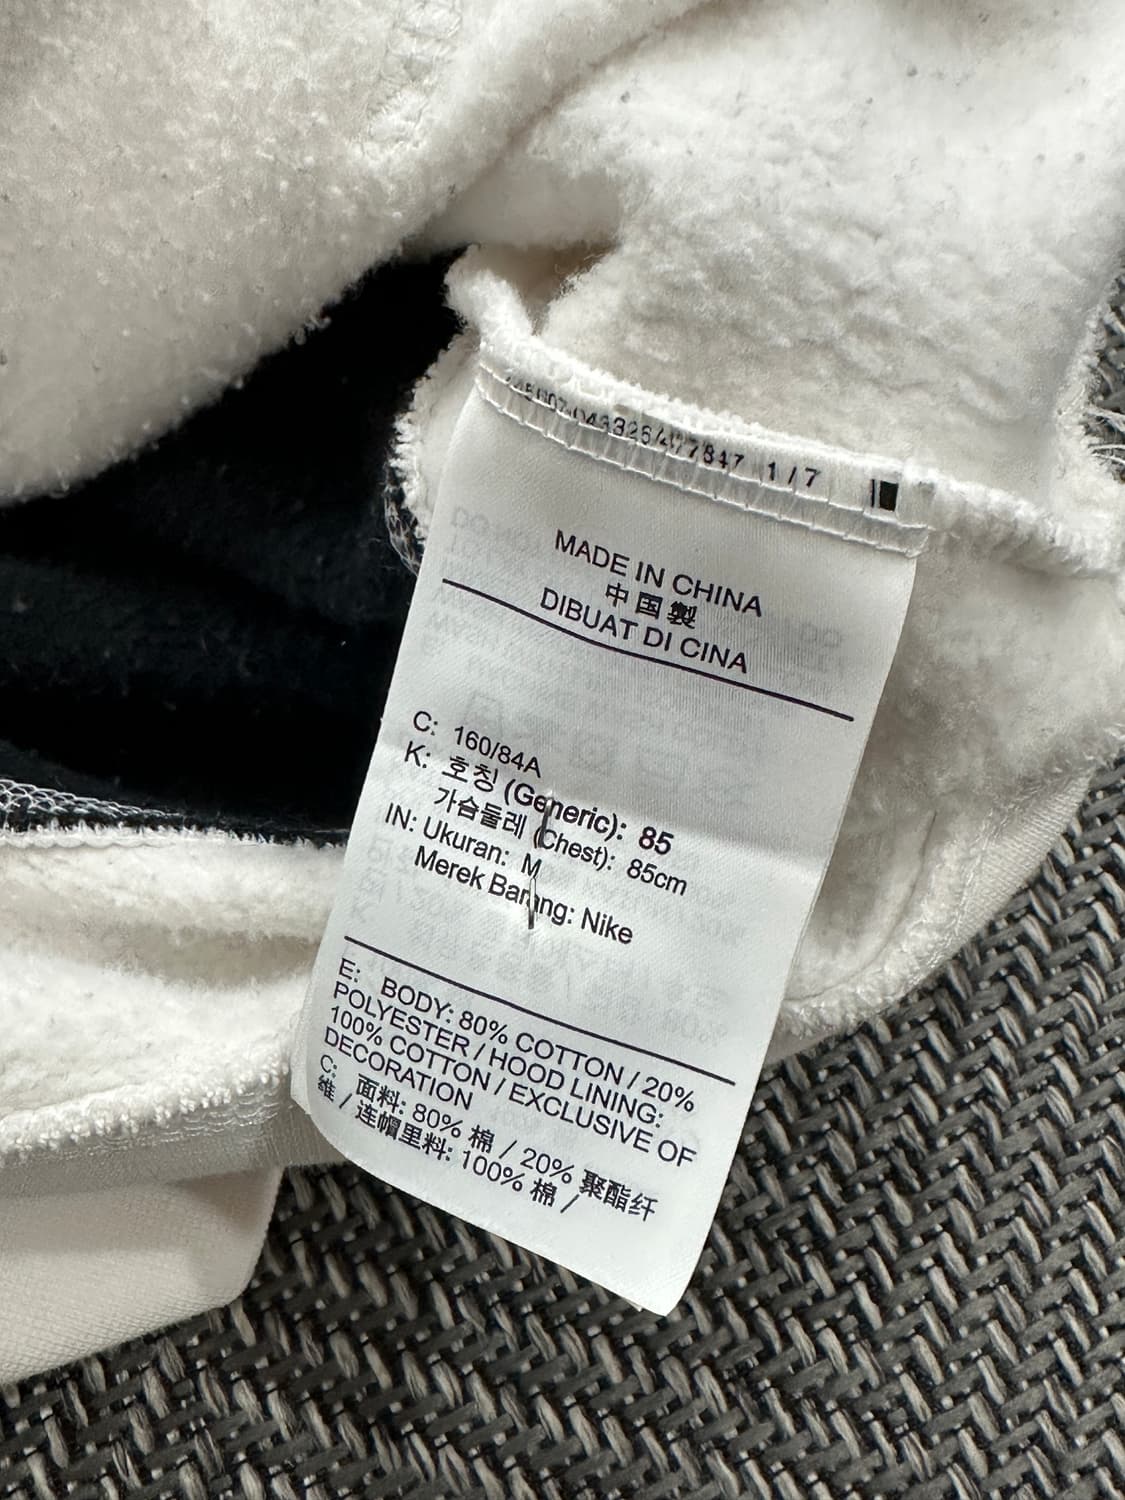 1/7
MADE IN CHINA
中国製
DIBUAT DI CINA
C: 160/84A
K: 호칭 (Generic): 85
가슴둘레 (Chest): 85cm
IN: Ukuran: M
Merek Barang: Nike
E: BODY: 80% COTTON / 20%
POLYESTER / HOOD LINING:
100% COTTON / EXCLUSIVE OF
DECORATION
C: 面料: 80% 棉 / 20% 聚酯纤
维 / 连帽里料: 100% 棉 /